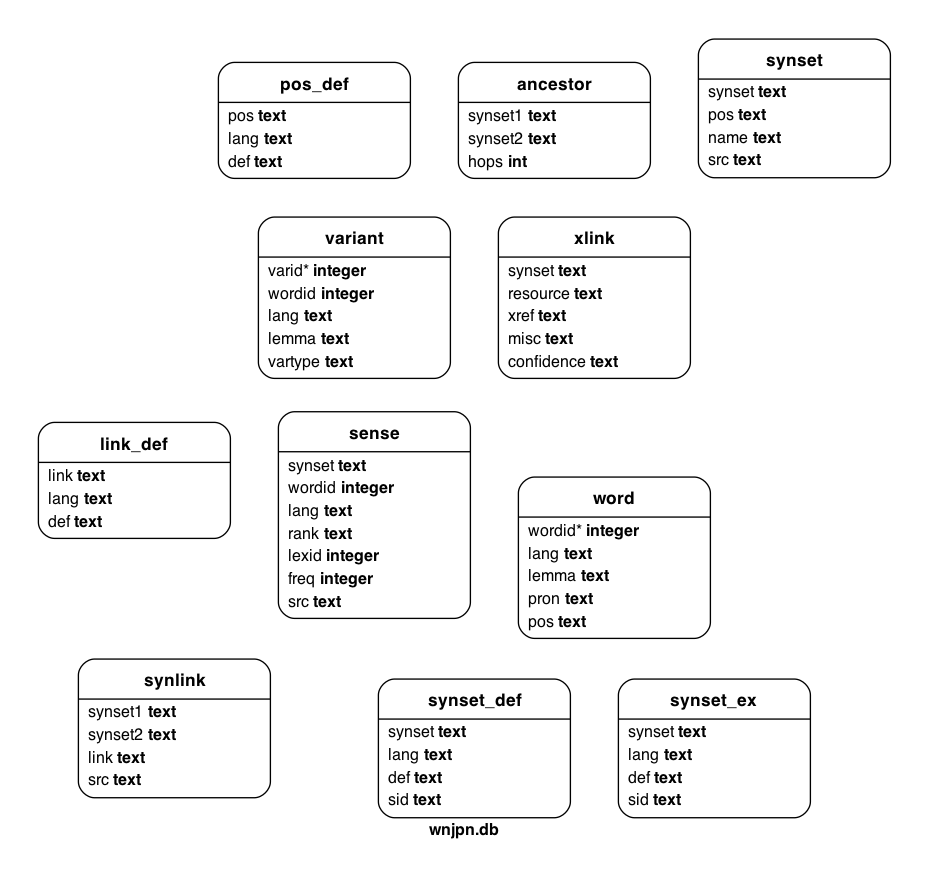 pos_def
pos text
lang text
def text
ancestor
synset1 text
synset2 text
hops int
synset
synset text
pos text
name text
src text
variant
varid* integer
wordid integer
lang text
lemma text
vartype text
xlink
synset text
resource text
xref text
misc text
confidence text
link_def
link text
lang text
def text
sense
synset text
wordid integer
lang text
rank text
lexid integer
freq integer
src text
word
wordid* integer
lang text
lemma text
pron text
pos text
synlink
synset1 text
synset2 text
link text
src text
synset_def
synset text
lang text
def text
sid text
synset_ex
synset text
lang text
def text
sid text
wnjpn.db